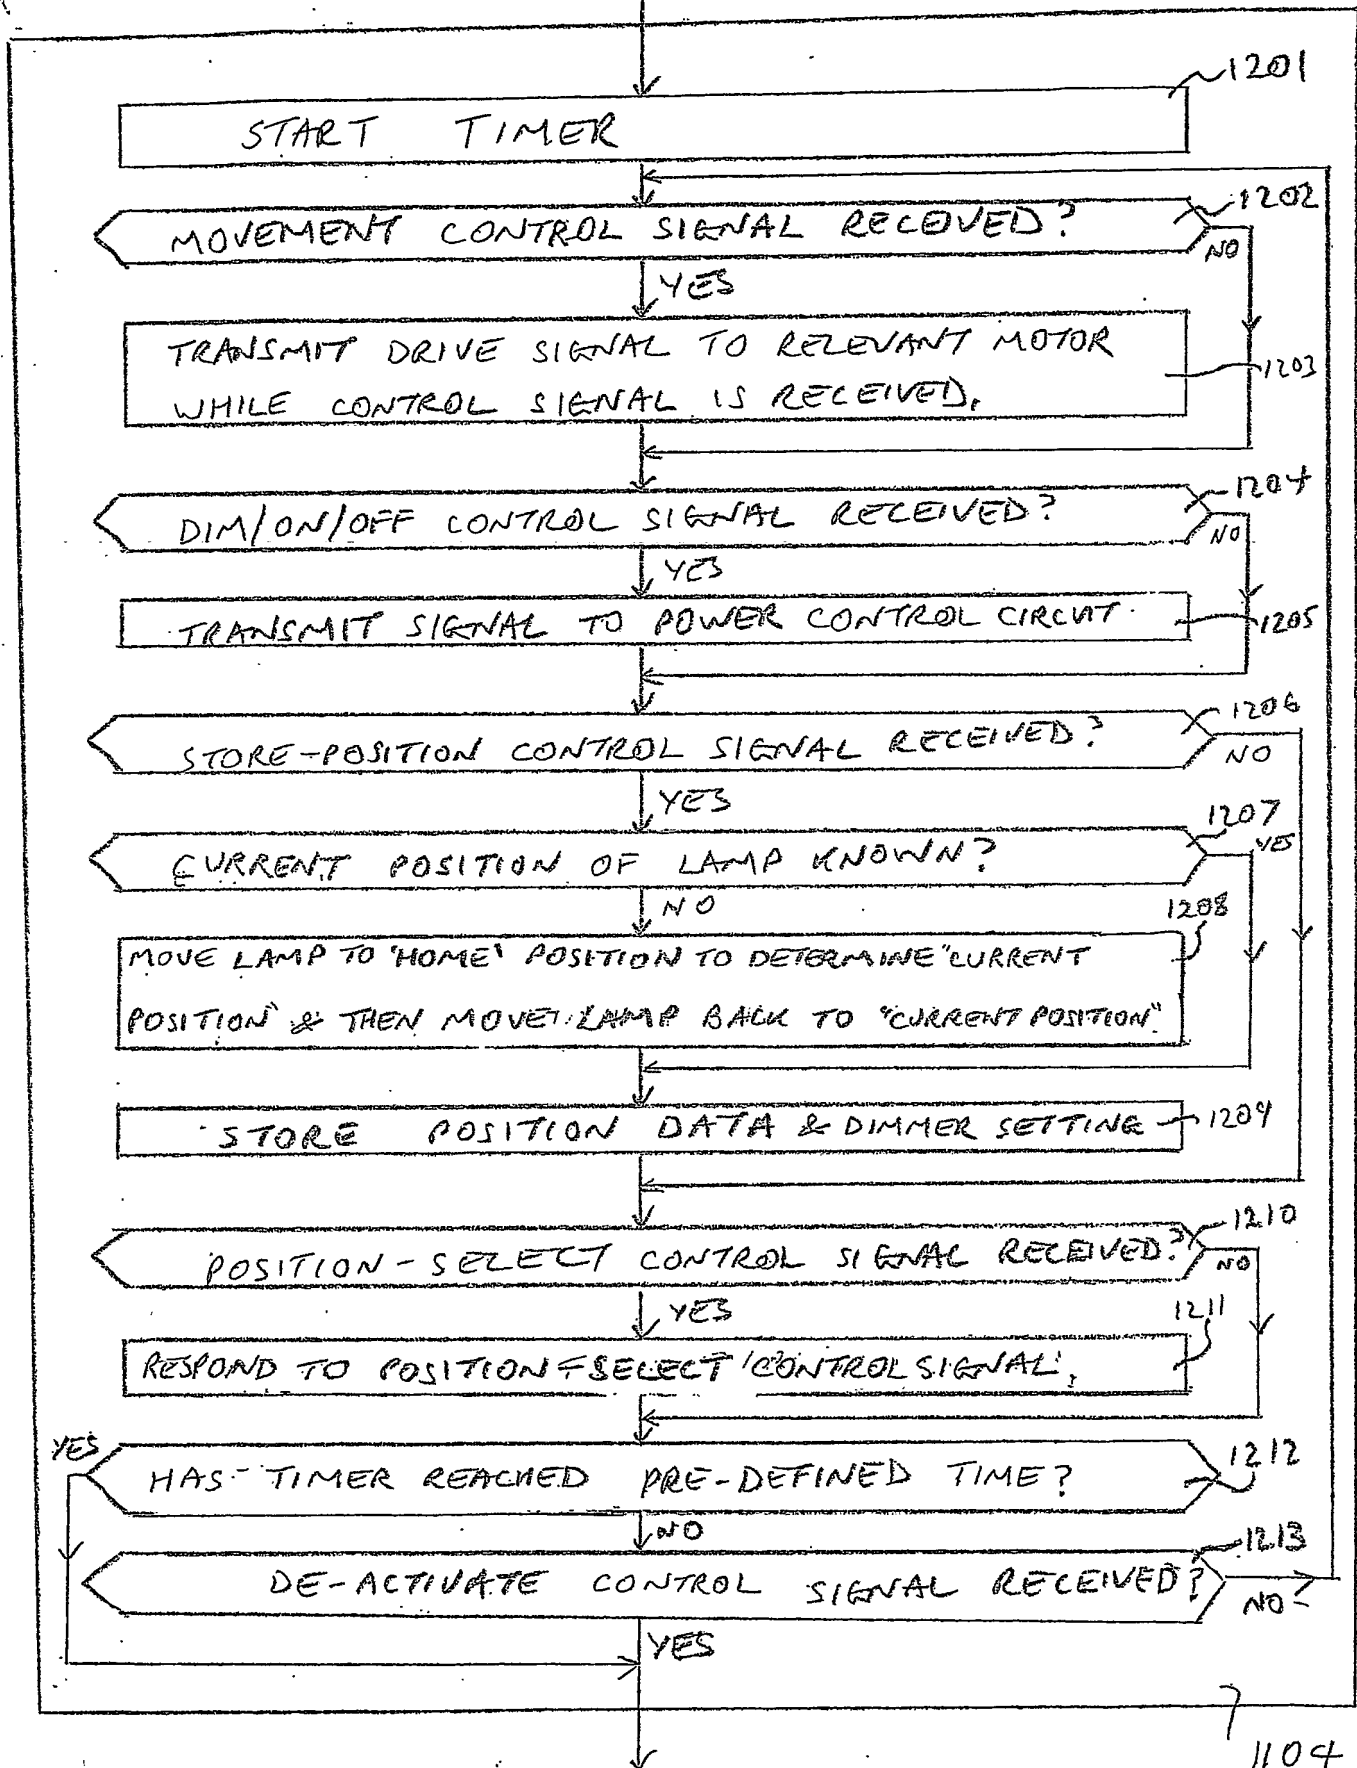 1201
START TIMER
1202
MOVEMENT CONTROL SIGNAL RECEIVED?
NO
YES
TRANSMIT DRIVE SIGNAL TO RELEVANT MOTOR
WHILE CONTROL SIGNAL IS RECEIVED.
1203
1204
DIM/ON/OFF CONTROL SIGNAL RECEIVED?
NO
YES
TRANSMIT SIGNAL TO POWER CONTROL CIRCUIT.
1205
1206
STORE-POSITION CONTROL SIGNAL RECEIVED?
NO
YES
1207
CURRENT POSITION OF LAMP KNOWN?
YES
NO
1208
MOVE LAMP TO 'HOME' POSITION TO DETERMINE "CURRENT
POSITION" & THEN MOVE LAMP BACK TO "CURRENT POSITION".
STORE POSITION DATA & DIMMER SETTING
1209
1210
POSITION-SELECT CONTROL SIGNAL RECEIVED?
NO
YES
1211
RESPOND TO POSITION-SELECT CONTROL SIGNAL.
YES
1212
HAS TIMER REACHED PRE-DEFINED TIME?
NO
1213
DE-ACTIVATE CONTROL SIGNAL RECEIVED?
NO
YES
1104